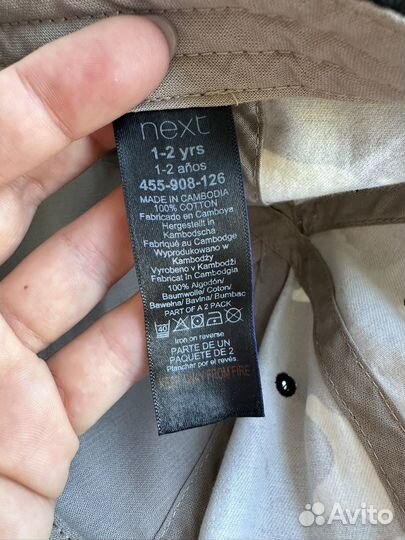 next
1-2 yrs
1-2 años
455-908-126
MADE IN CAMBODIA
100% COTTON
Fabricado en Camboya
Hergestellt in
Kambodscha
Fabriqué au Cambodge
Wyprodukowano w
Kambodży
Vyrobeno v Kambodži
Fabricat în Cambodgia
100% Algodón/
Baumwolle/ Coton/
Bawełna/ Bavlna/ Bumbac
PART OF A 2 PACK
40
Iron on reverse
PARTE DE UN
PAQUETE DE 2
Planchar por el revés.
KEEP AWAY FROM FIRE
Avito